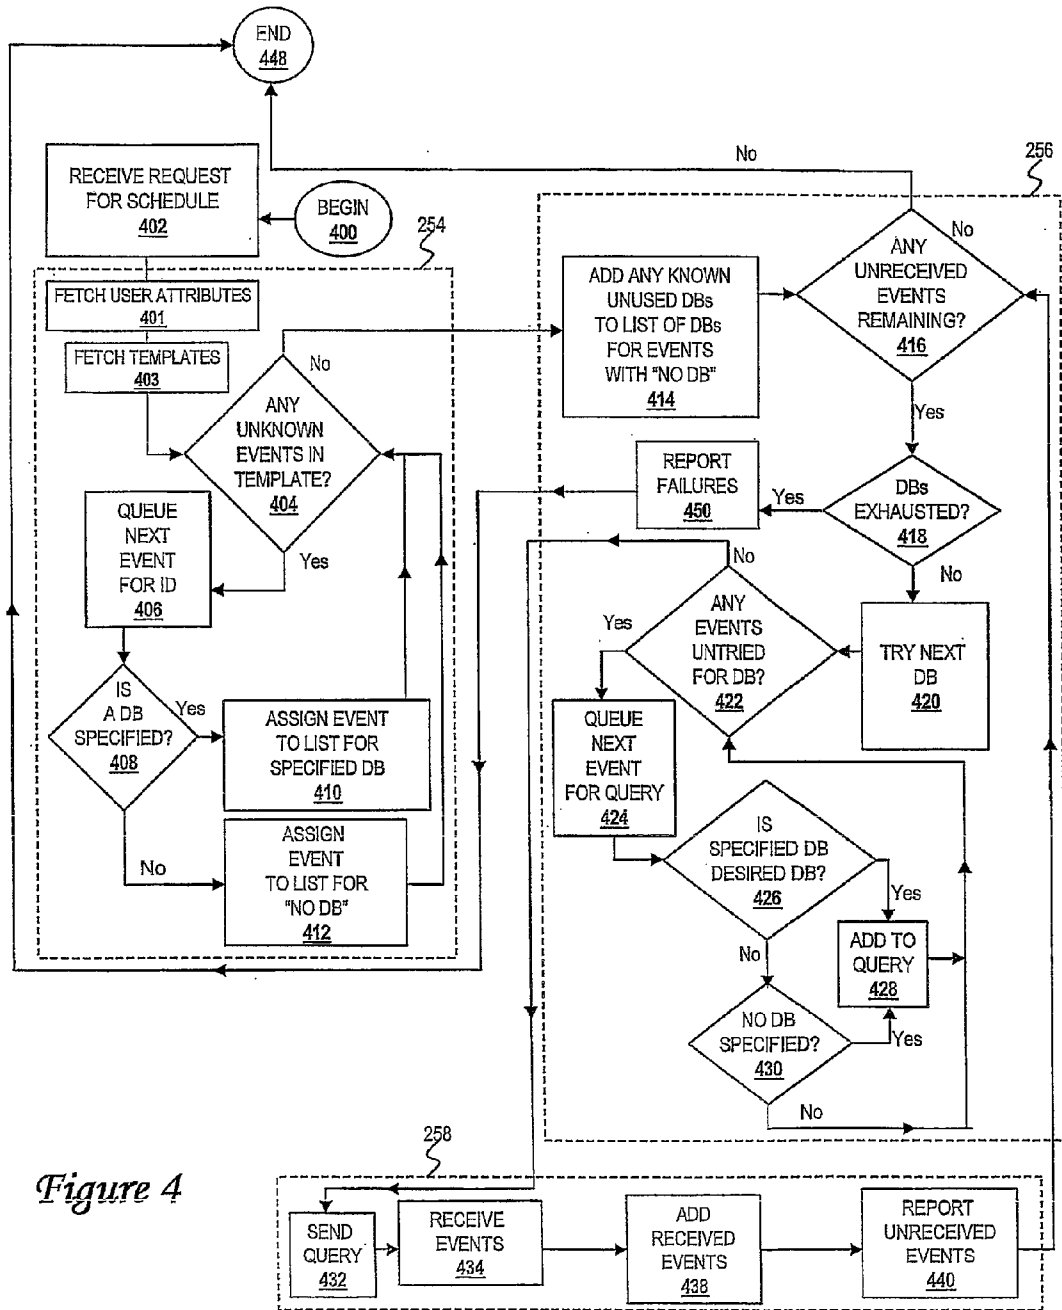 END
448
No
256
RECEIVE REQUEST
FOR SCHEDULE
402
BEGIN
400
254
No
ANY
UNRECEIVED
EVENTS
REMAINING?
416
ADD ANY KNOWN
UNUSED DBs
TO LIST OF DBs
FOR EVENTS
WITH "NO DB"
414
FETCH USER ATTRIBUTES
401
FETCH TEMPLATES
403
No
ANY
UNKNOWN
EVENTS IN
TEMPLATE?
404
Yes
Yes
REPORT
FAILURES
450
Yes
DBs
EXHAUSTED?
418
No
QUEUE
NEXT
EVENT
FOR ID
406
No
ANY
EVENTS
UNTRIED
FOR DB?
422
Yes
TRY NEXT
DB
420
IS
A DB
SPECIFIED?
408
Yes
ASSIGN EVENT
TO LIST FOR
SPECIFIED DB
410
QUEUE
NEXT
EVENT
FOR QUERY
424
No
ASSIGN
EVENT
TO LIST FOR
"NO DB"
412
IS
SPECIFIED DB
DESIRED DB?
426
Yes
No
ADD TO
QUERY
428
NO DB
SPECIFIED?
430
Yes
No
258
Figure 4
SEND
QUERY
432
RECEIVE
EVENTS
434
ADD
RECEIVED
EVENTS
438
REPORT
UNRECEIVED
EVENTS
440